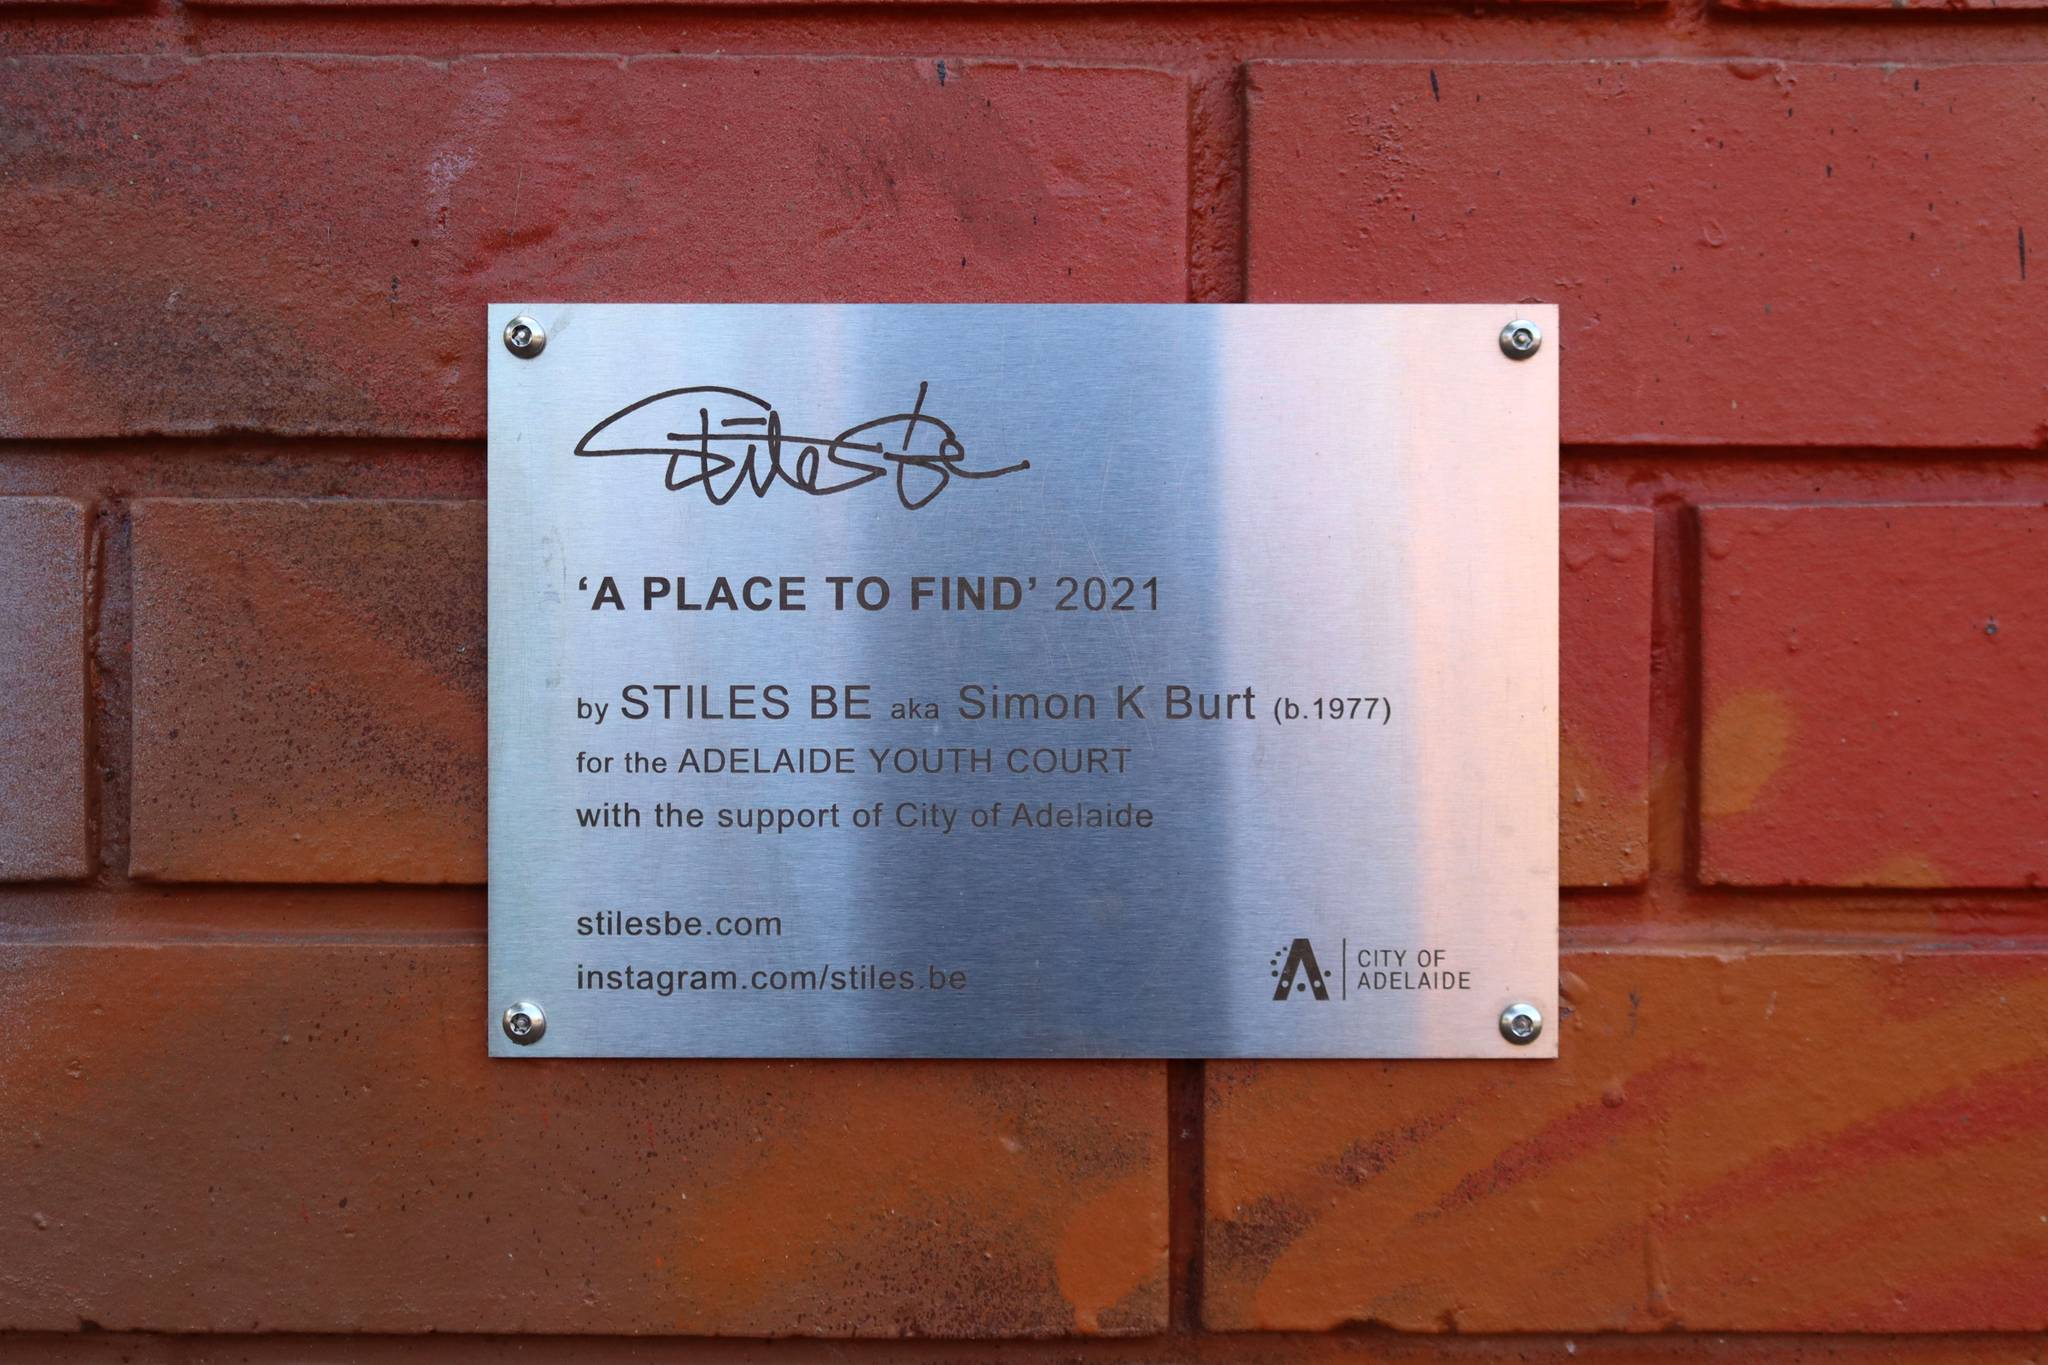 Stiles Be
‘A PLACE TO FIND’ 2021
by STILES BE aka Simon K Burt (b.1977)
for the ADELAIDE YOUTH COURT
with the support of City of Adelaide
stilesbe.com
instagram.com/stiles.be
CITY OF
ADELAIDE